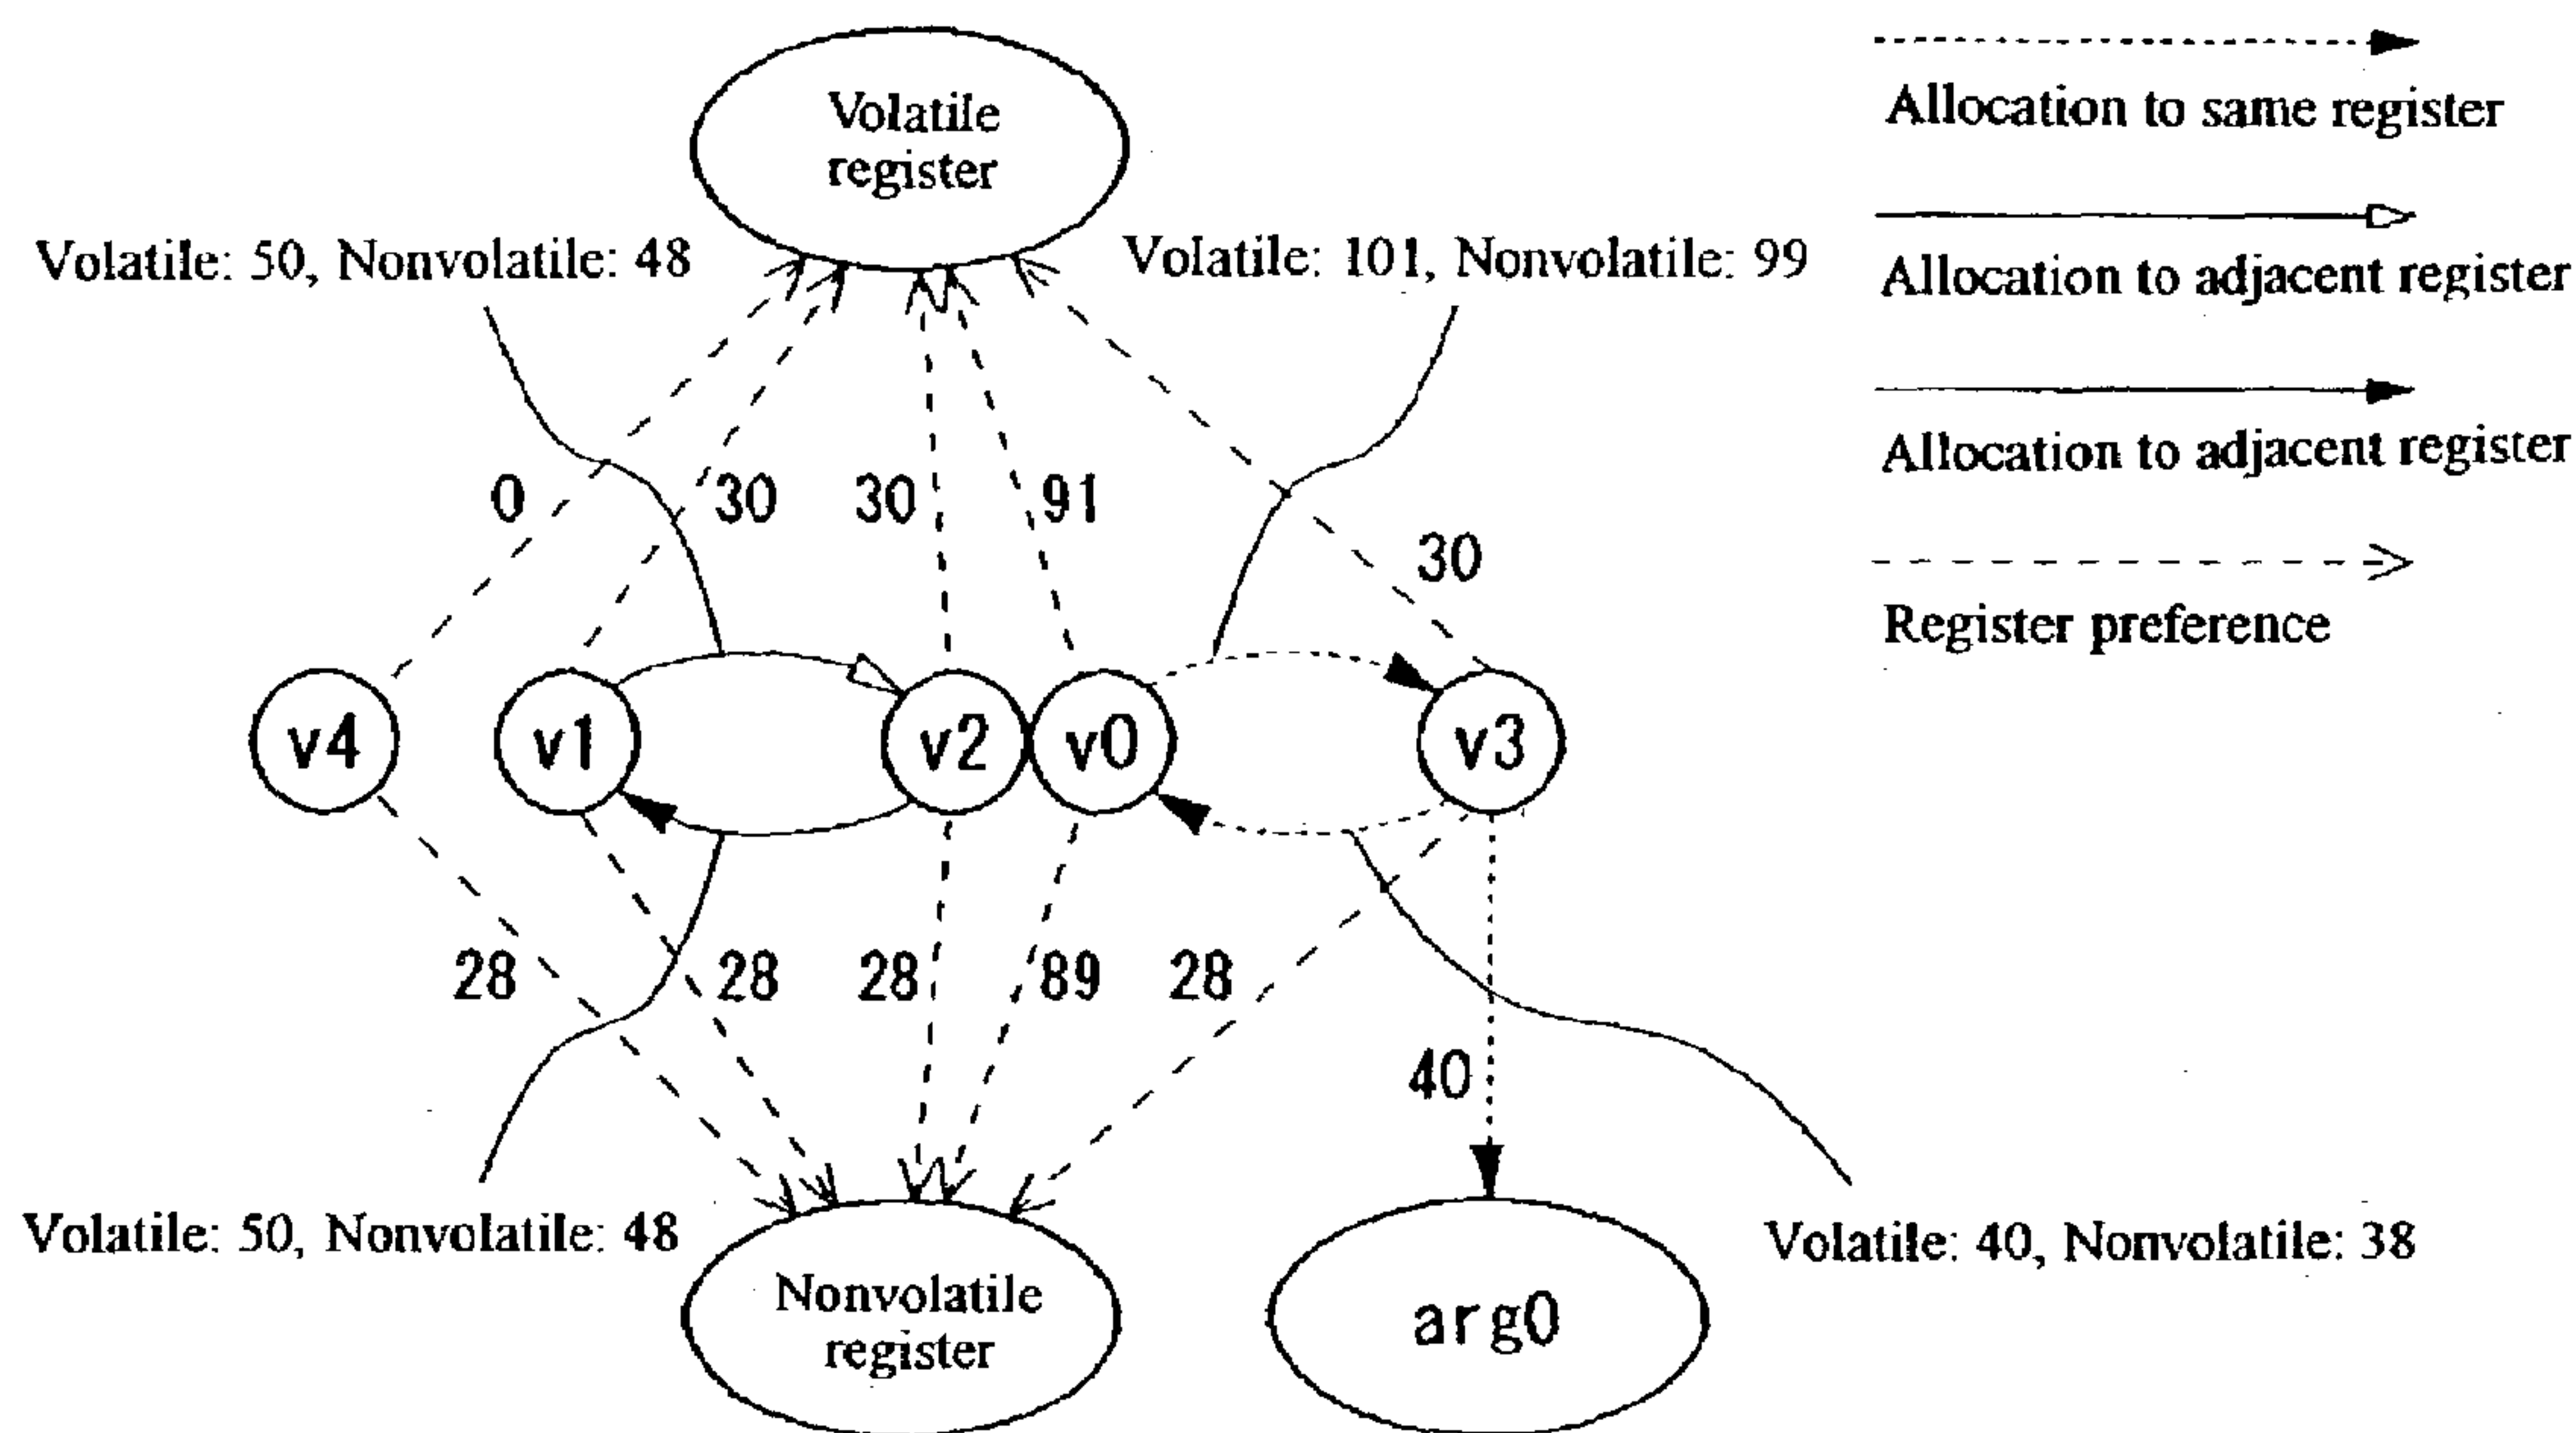 Volatile
register
Allocation to same register
Volatile: 50, Nonvolatile: 48
Volatile: 101, Nonvolatile: 99
Allocation to adjacent register
Allocation to adjacent register
0
30
30
91
30
Register preference
v4
v1
v2
v0
v3
28
28
28
89
28
40
Volatile: 50, Nonvolatile: 48
Volatile: 40, Nonvolatile: 38
Nonvolatile
register
arg0